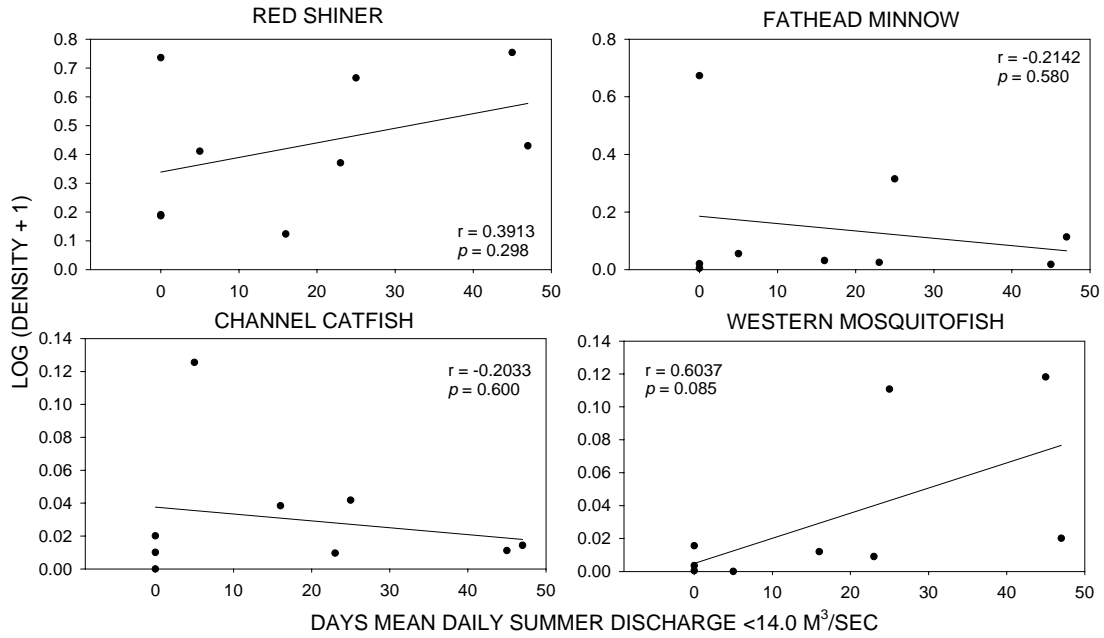 RED SHINER
0.8
0.7
0.6
0.5
0.4
0.3
0.2
0.1
0.0
r = 0.3913
p = 0.298
0 10 20 30 40 50
FATHEAD MINNOW
0.8
0.6
0.4
0.2
0.0
r = -0.2142
p = 0.580
0 10 20 30 40 50
LOG (DENSITY + 1)
CHANNEL CATFISH
0.14
0.12
0.10
0.08
0.06
0.04
0.02
0.00
r = -0.2033
p = 0.600
0 10 20 30 40 50
WESTERN MOSQUITOFISH
0.14
0.12
0.10
0.08
0.06
0.04
0.02
0.00
r = 0.6037
p = 0.085
0 10 20 30 40 50
DAYS MEAN DAILY SUMMER DISCHARGE <14.0 M³/SEC